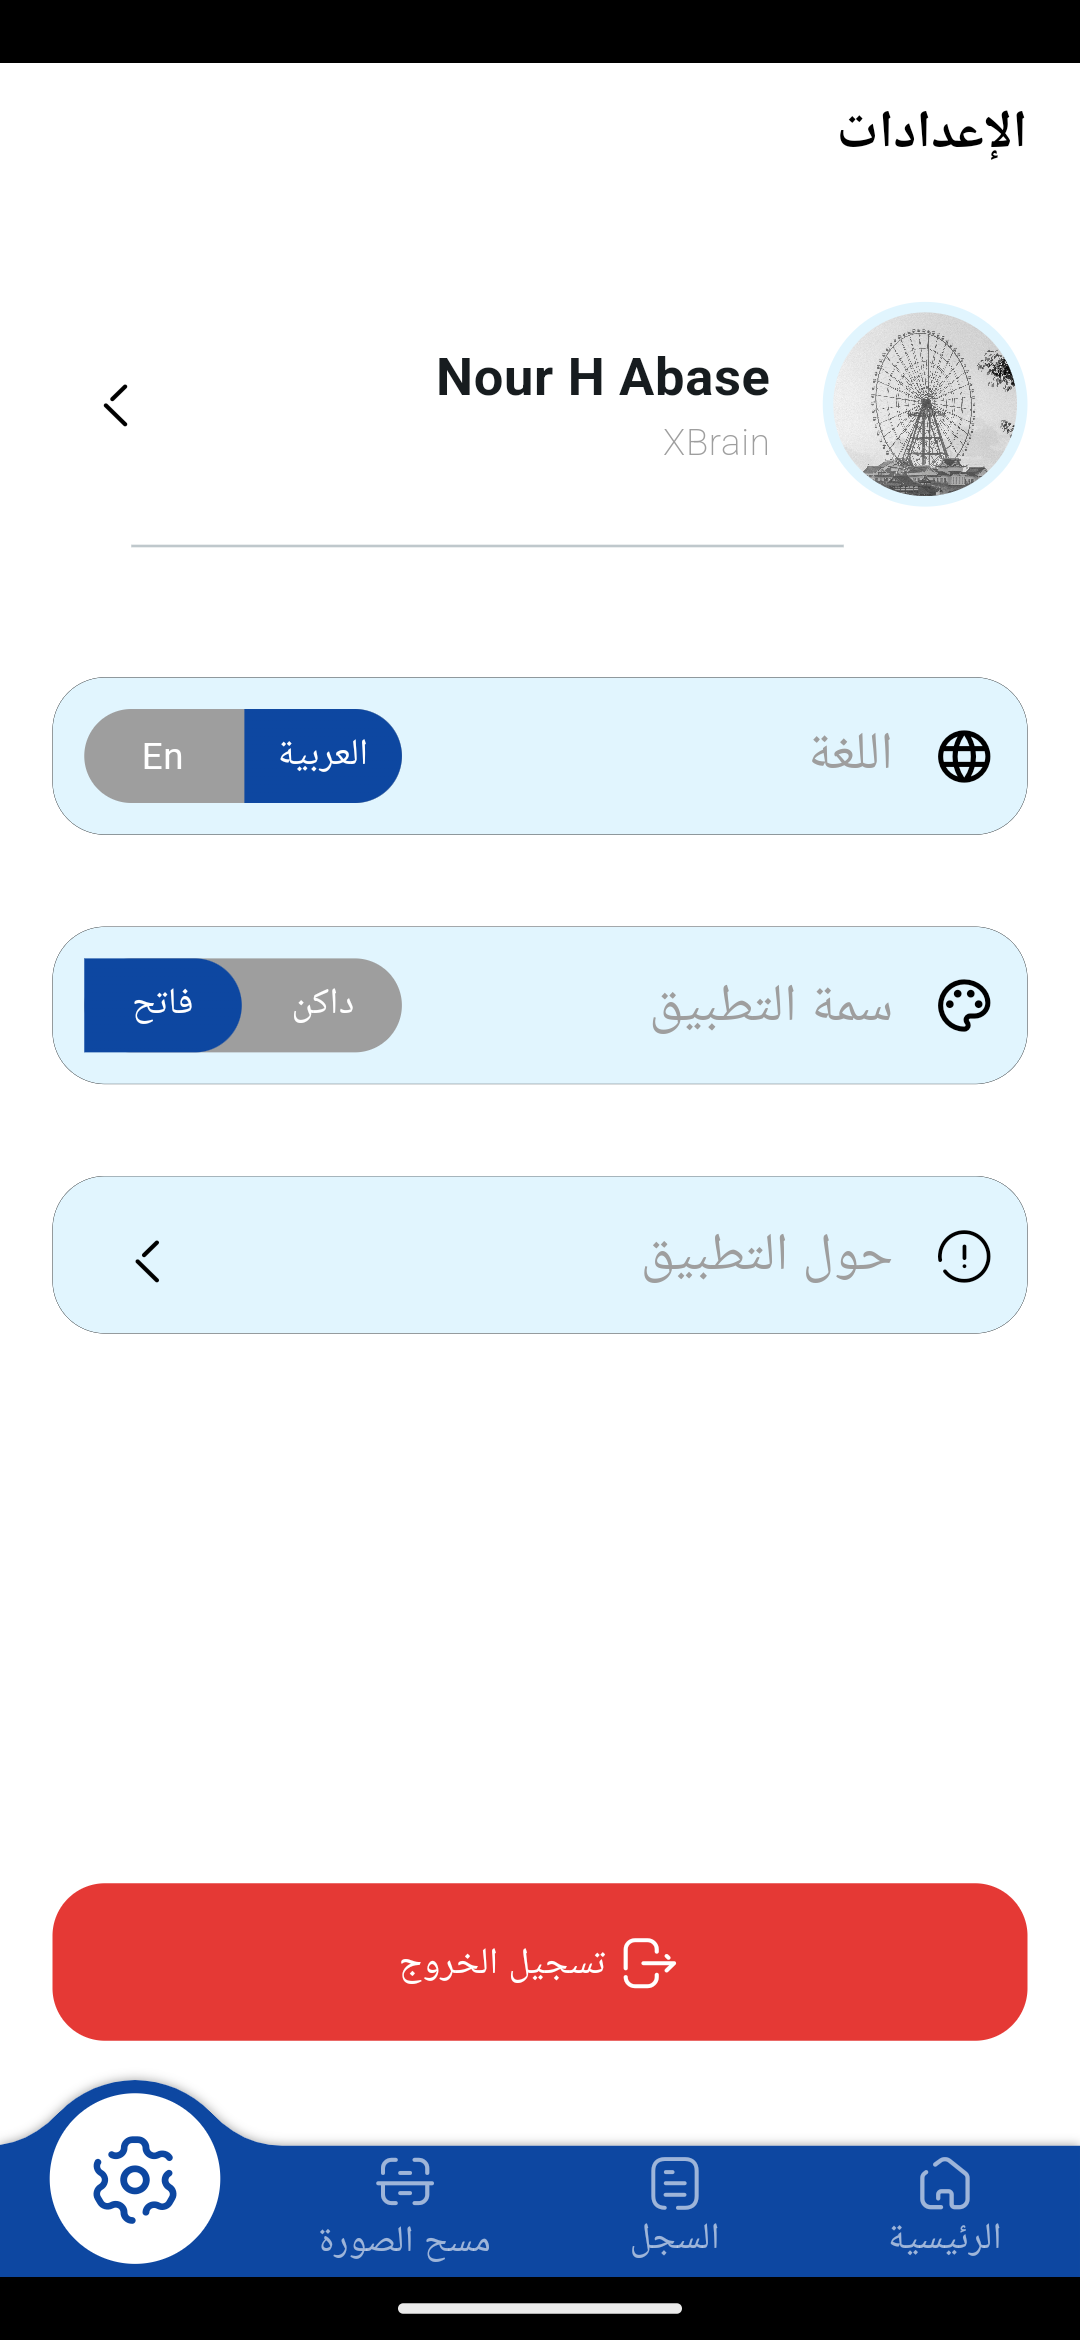 الإعدادات
Nour H Abase
XBrain
اللغة
العربية
En
سمة التطبيق
داكن
فاتح
حول التطبيق
تسجيل الخروج
الرئيسية
السجل
مسح الصورة